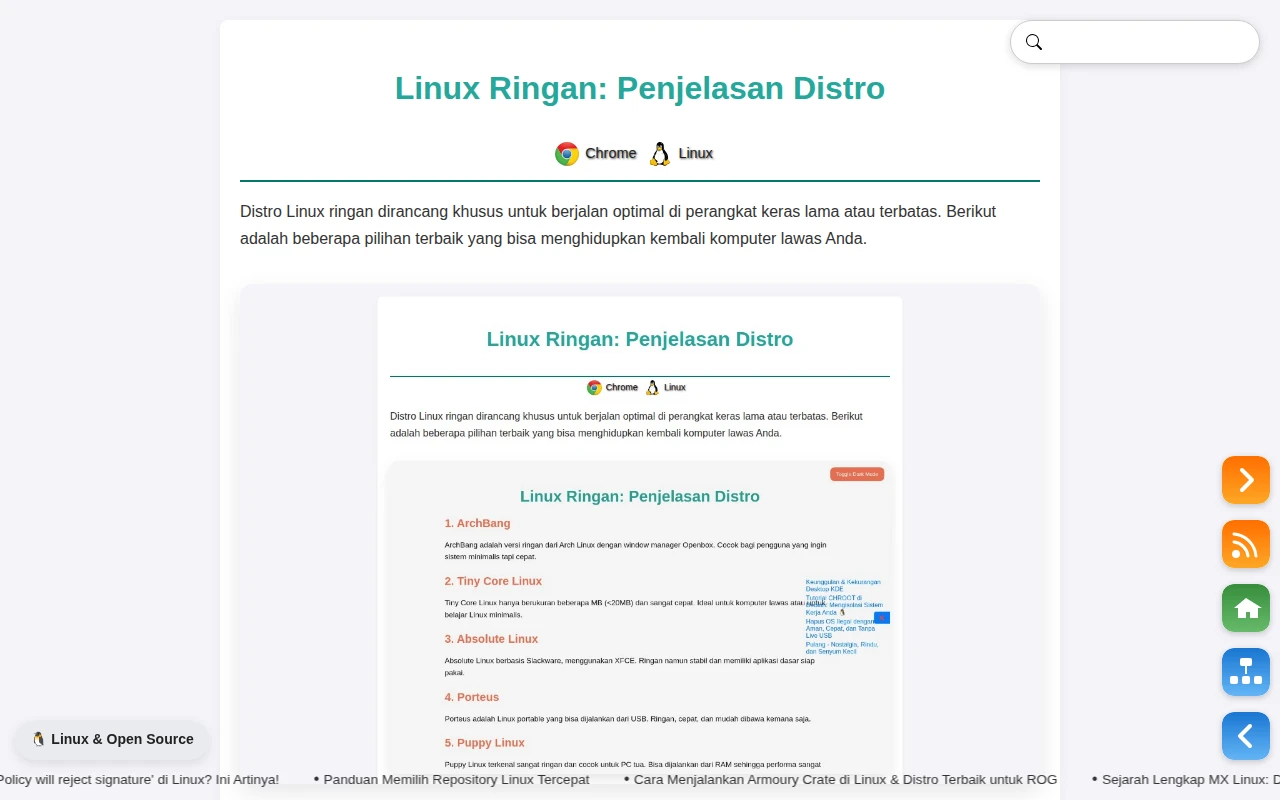 Linux Ringan: Penjelasan Distro
Chrome Linux
Distro Linux ringan dirancang khusus untuk berjalan optimal di perangkat keras lama atau terbatas. Berikut
adalah beberapa pilihan terbaik yang bisa menghidupkan kembali komputer lawas Anda.
Linux Ringan: Penjelasan Distro
Chrome Linux
Distro Linux ringan dirancang khusus untuk berjalan optimal di perangkat keras lama atau terbatas. Berikut
adalah beberapa pilihan terbaik yang bisa menghidupkan kembali komputer lawas Anda.
Toggle Dark Mode
Linux Ringan: Penjelasan Distro
1. ArchBang
ArchBang adalah versi ringan dari Arch Linux dengan window manager Openbox. Cocok bagi pengguna yang ingin
sistem minimalis tapi cepat.
2. Tiny Core Linux
Tiny Core Linux hanya berukuran beberapa MB (<20MB) dan sangat cepat. Ideal untuk komputer lawas atau untuk
belajar Linux minimalis.
3. Absolute Linux
Absolute Linux berbasis Slackware, menggunakan XFCE. Ringan namun stabil dan memiliki aplikasi dasar siap
pakai.
4. Porteus
Porteus adalah Linux portable yang bisa dijalankan dari USB. Ringan, cepat, dan mudah dibawa kemana saja.
5. Puppy Linux
Puppy Linux terkenal sangat ringan dan cocok untuk PC tua. Bisa dijalankan dari RAM sehingga performa sangat
Keunggulan & Kekurangan
Desktop KDE
Tutorial CHROOT di
Mengisolasi Sistem
Kerja Anda 🐧
Hapus OS Ilegal dengan
Aman, Cepat, dan Tanpa
Live USB
Pulang - Nostalgia, Rindu,
dan Senyum Kecil
🐧 Linux & Open Source
Policy will reject signature' di Linux? Ini Artinya! • Panduan Memilih Repository Linux Tercepat • Cara Menjalankan Armoury Crate di Linux & Distro Terbaik untuk ROG • Sejarah Lengkap MX Linux: D